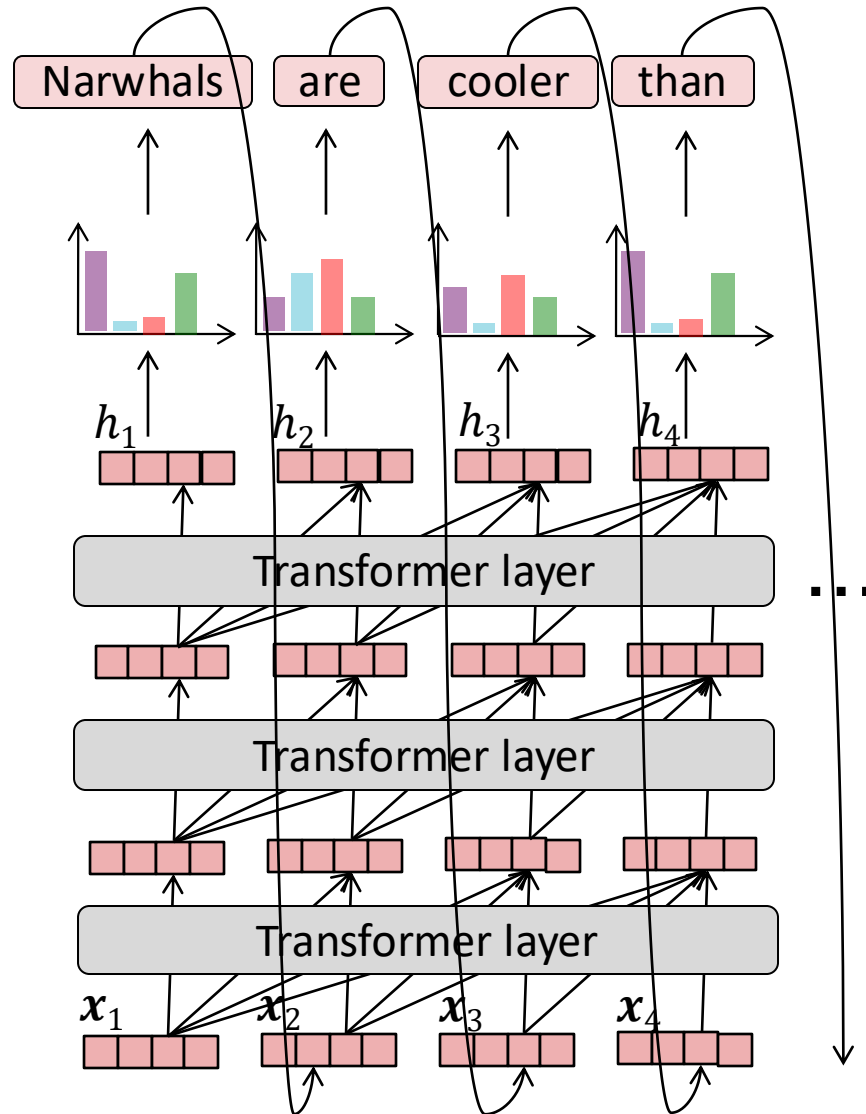 Narwhals are cooler than
h₁ h₂ h₃ h₄
Transformer layer
...
Transformer layer
Transformer layer
x₁ x₂ x₃ x₄